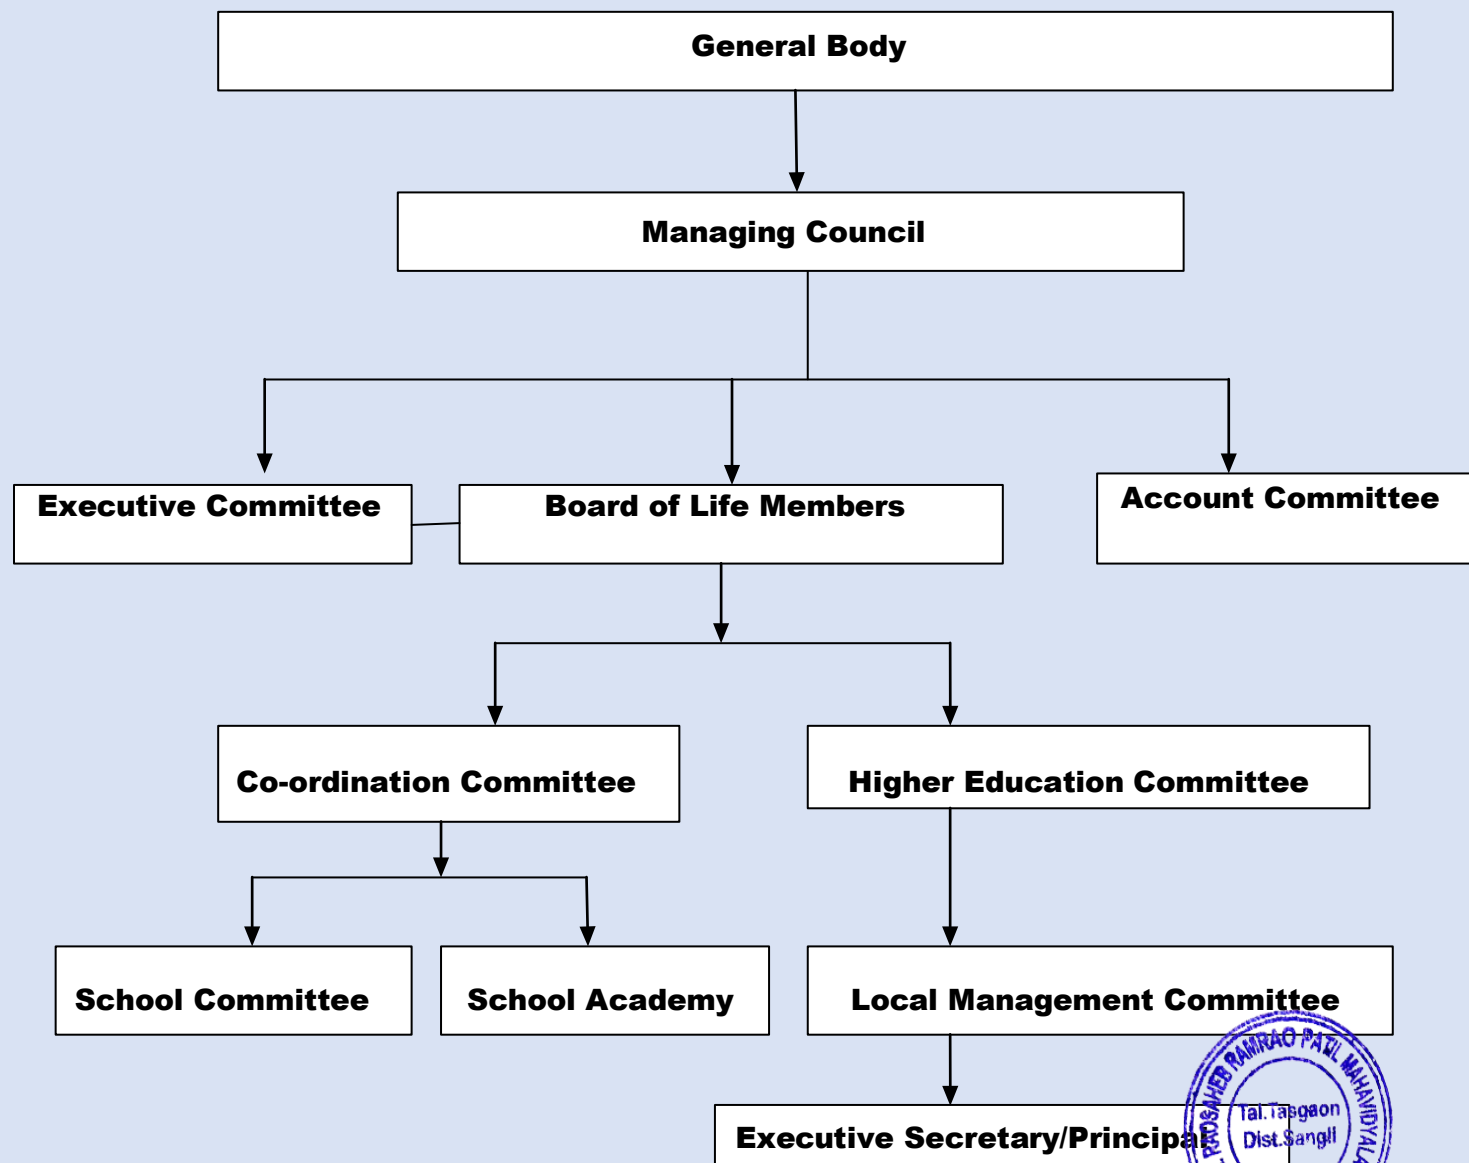 General Body
Managing Council
Executive Committee
Board of Life Members
Account Committee
Co-ordination Committee
Higher Education Committee
School Committee
School Academy
Local Management Committee
Executive Secretary/Principal
RAOSAHEB RAMRAO PATIL
Tal.Tasgaon
Dist.Sangli